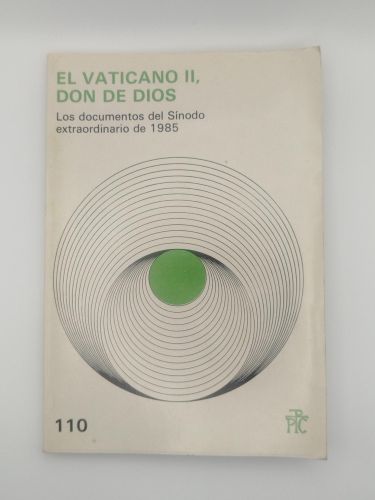 EL VATICANO II,
DON DE DIOS
Los documentos del Sínodo
extraordinario de 1985
110
PPC